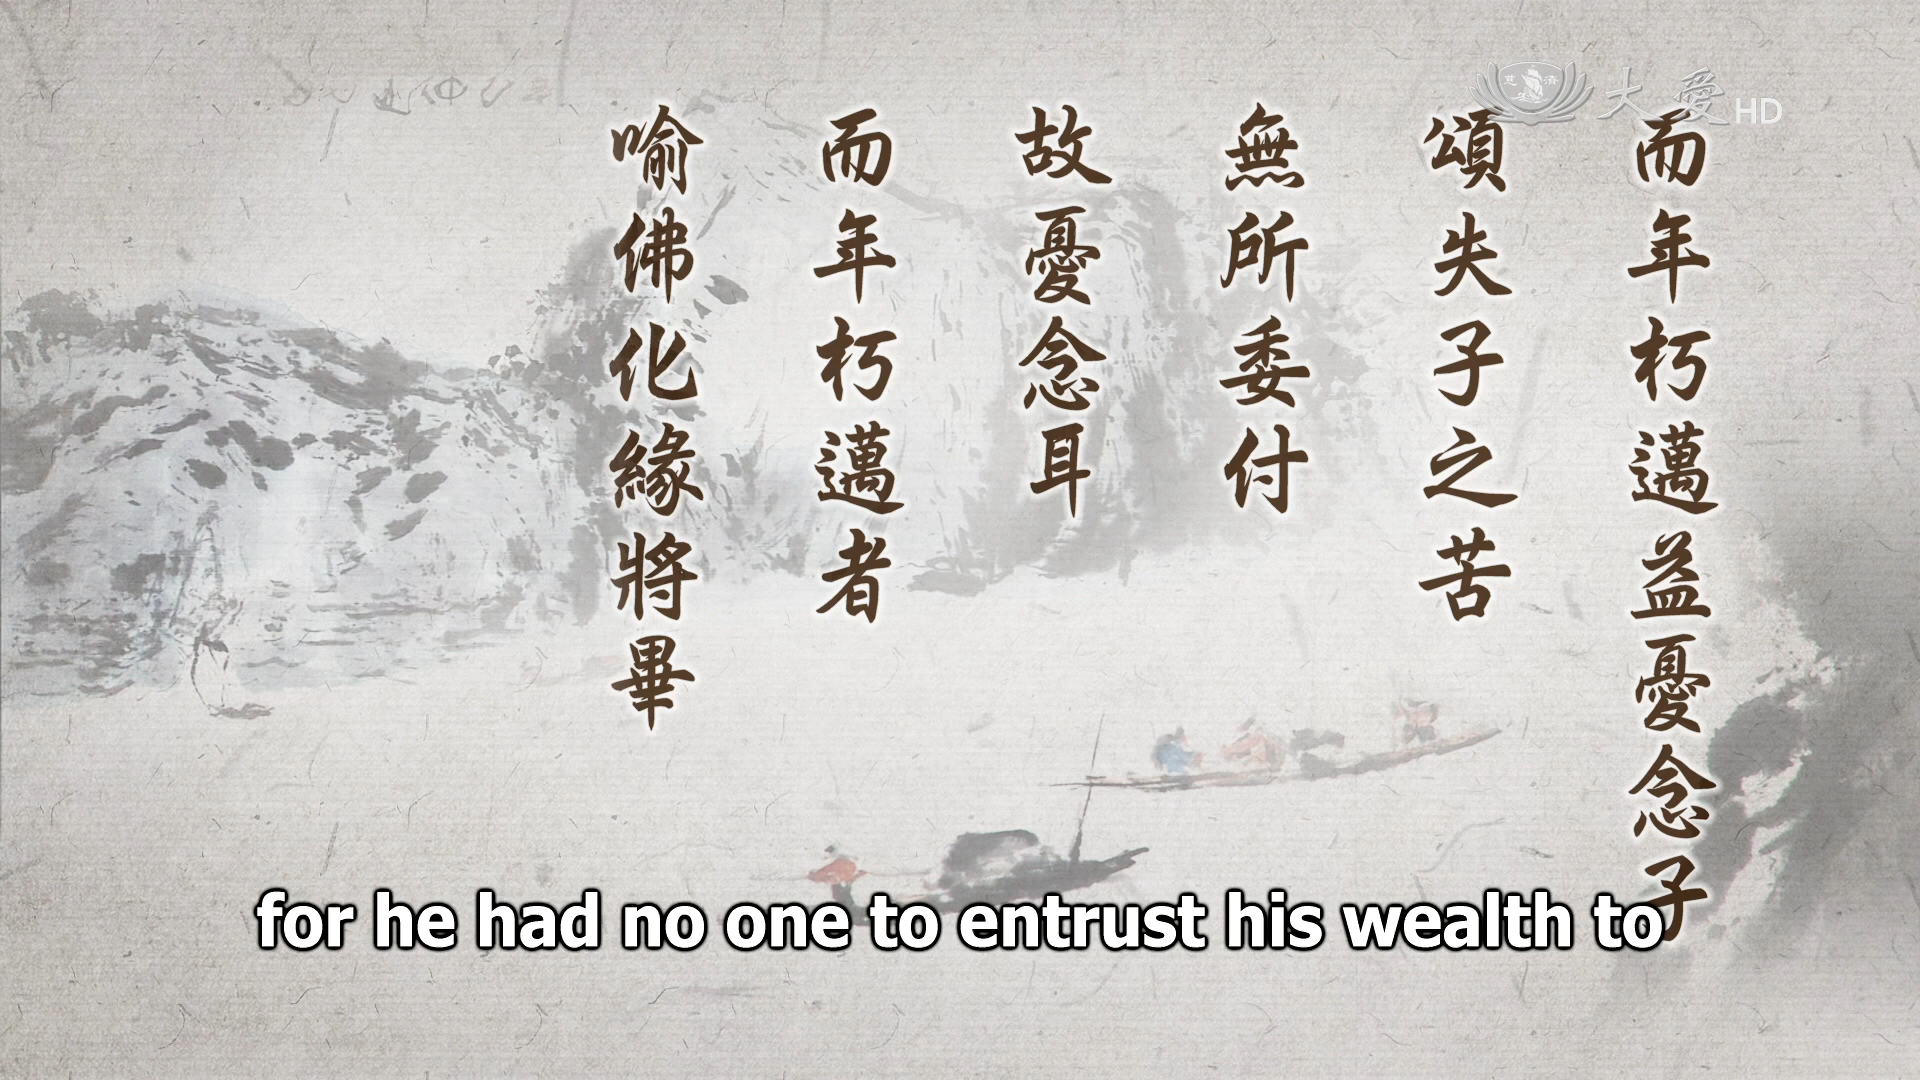 而年朽邁益憂念子
頌失子之苦
無所委付
故憂念耳
而年朽邁者
喻佛化緣將畢
for he had no one to entrust his wealth to
大愛HD
慈濟